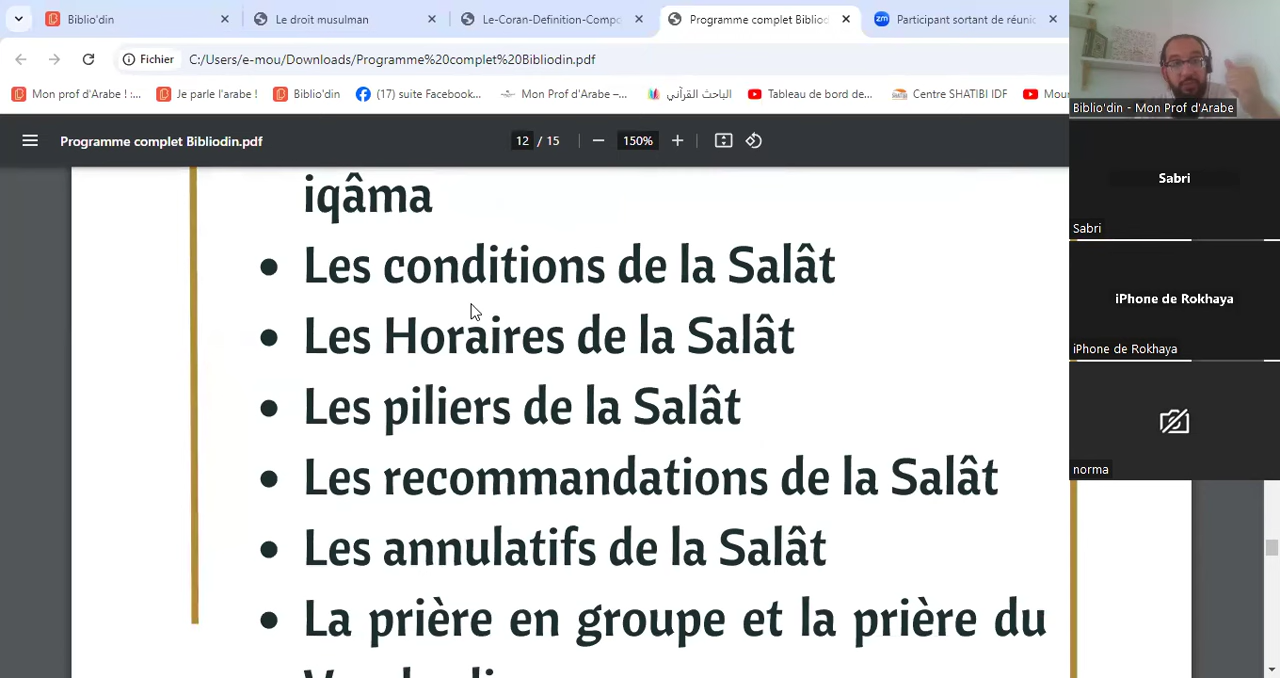 Biblio'din
Le droit musulman
Le-Coran-Definition-Compo
Programme complet Bibliod
zm
Participant sortant de réunio
Fichier
C:/Users/e-mou/Downloads/Programme%20complet%20Bibliodin.pdf
Mon prof d'Arabe ! :...
Je parle l'arabe !
Biblio'din
(17) suite Facebook...
Mon Prof d'Arabe –...
الباحث القرآني
Tableau de bord de...
Centre SHATIBI IDF
Mour
Programme complet Bibliodin.pdf
12 / 15
150%
iqâma
• Les conditions de la Salât
• Les Horaires de la Salât
• Les piliers de la Salât
• Les recommandations de la Salât
• Les annulatifs de la Salât
• La prière en groupe et la prière du
Biblio'din - Mon Prof d'Arabe
Sabri
Sabri
iPhone de Rokhaya
iPhone de Rokhaya
norma